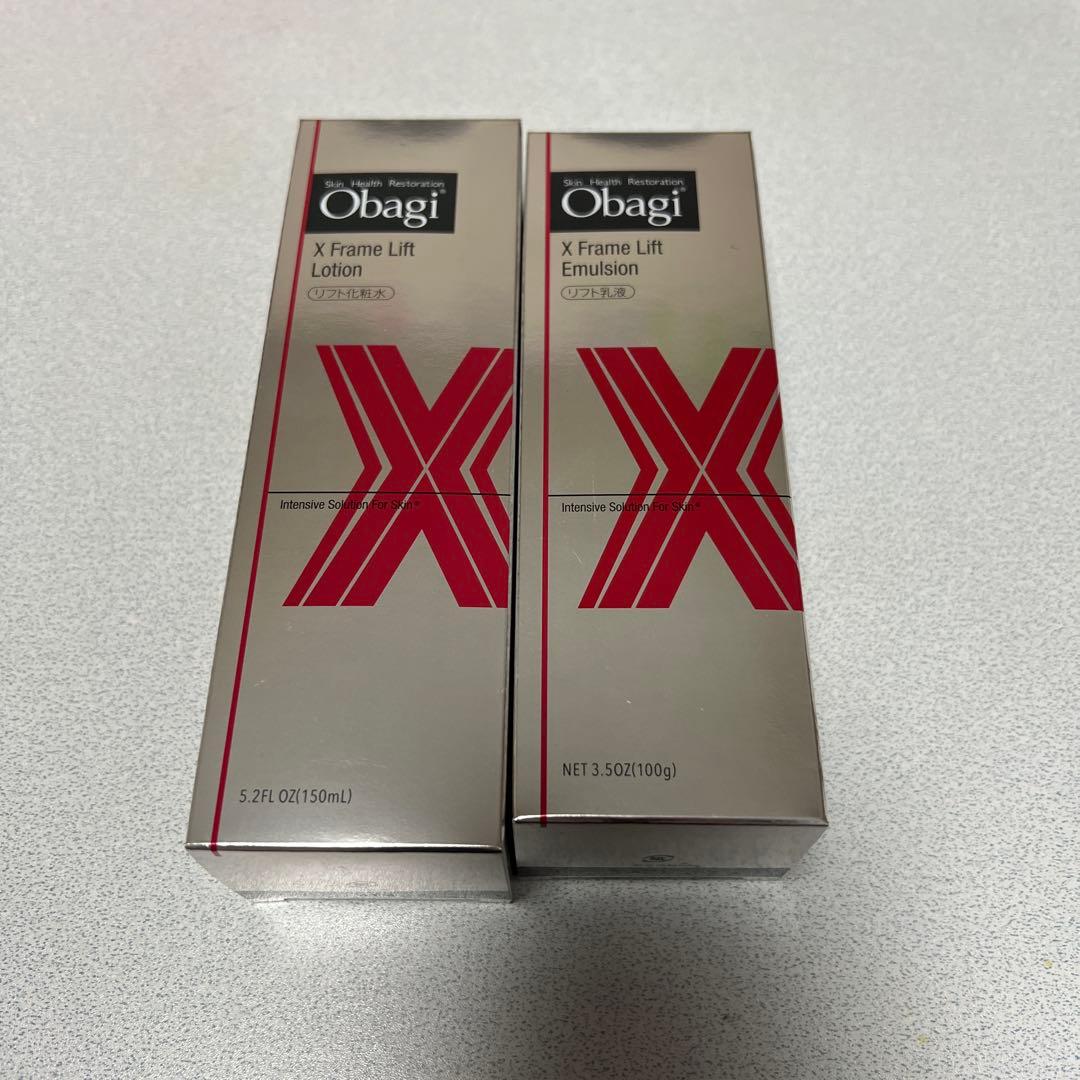 Skin Health Restoration
Obagi®
X Frame Lift
Lotion
リフト化粧水
Intensive Solution For Skin®
5.2FL OZ(150mL)
Skin Health Restoration
Obagi®
X Frame Lift
Emulsion
リフト乳液
Intensive Solution For Skin®
NET 3.5OZ(100g)